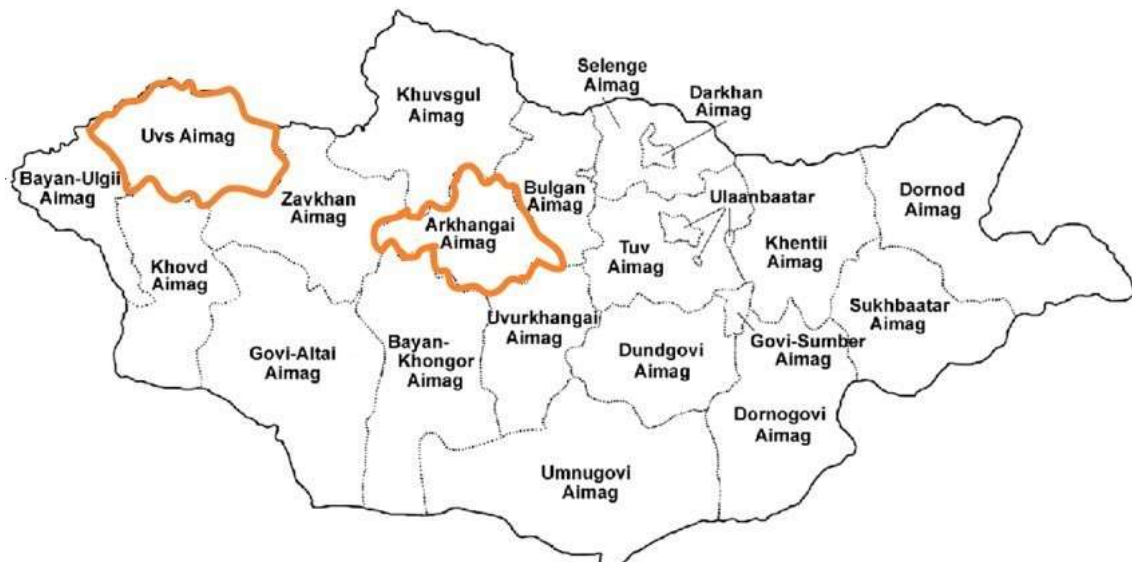 Selenge
Aimag
Darkhan
Aimag
Khuvsgul
Aimag
Uvs Aimag
Bayan-Ulgii
Aimag
Zavkhan
Aimag
Bulgan
Aimag
Ulaanbaatar
Dornod
Aimag
Arkhangai
Aimag
Tuv
Aimag
Khentii
Aimag
Khovd
Aimag
Sukhbaatar
Aimag
Uvurkhangai
Aimag
Govi-Sumber
Aimag
Bayan-
Khongor
Aimag
Dundgovi
Aimag
Govi-Altai
Aimag
Dornogovi
Aimag
Umnugovi
Aimag